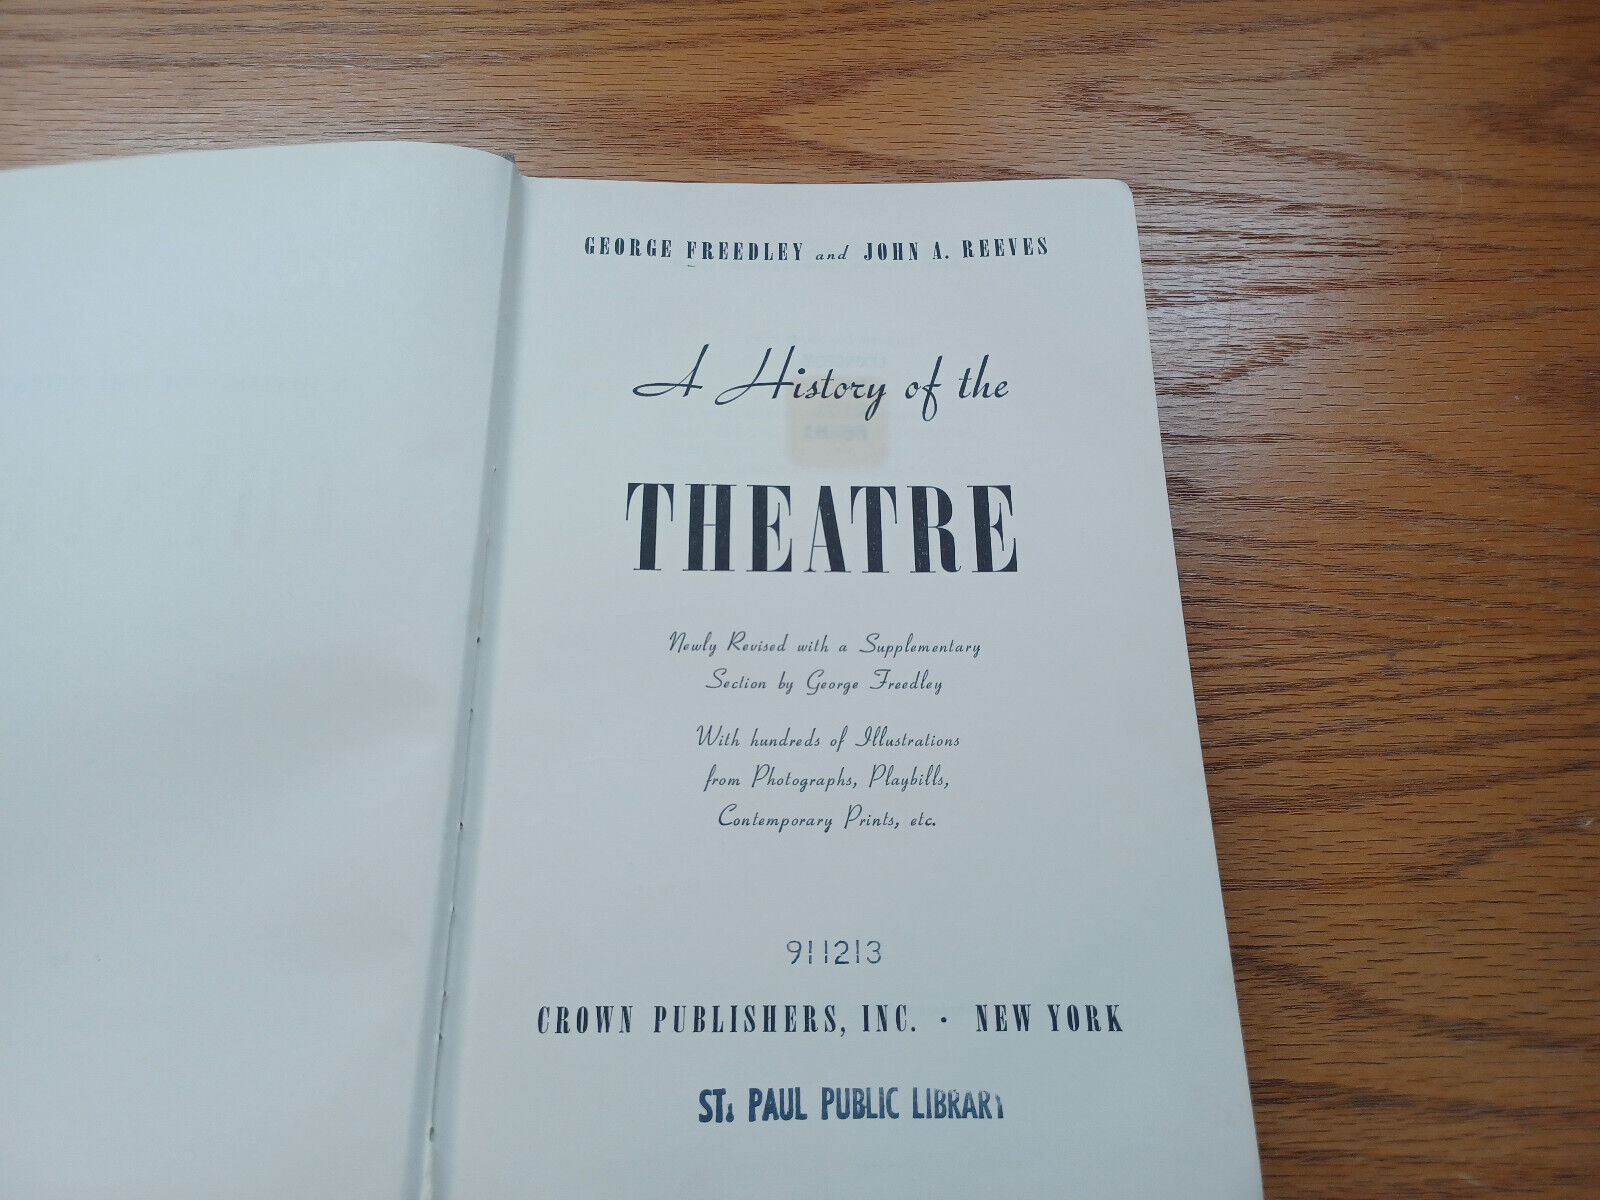 GEORGE FREEDLEY and JOHN A. REEVES
A History of the
THEATRE
Newly Revised with a Supplementary
Section by George Freedley
With hundreds of Illustrations
from Photographs, Playbills,
Contemporary Prints, etc.
911213
CROWN PUBLISHERS, INC. · NEW YORK
ST. PAUL PUBLIC LIBRARY